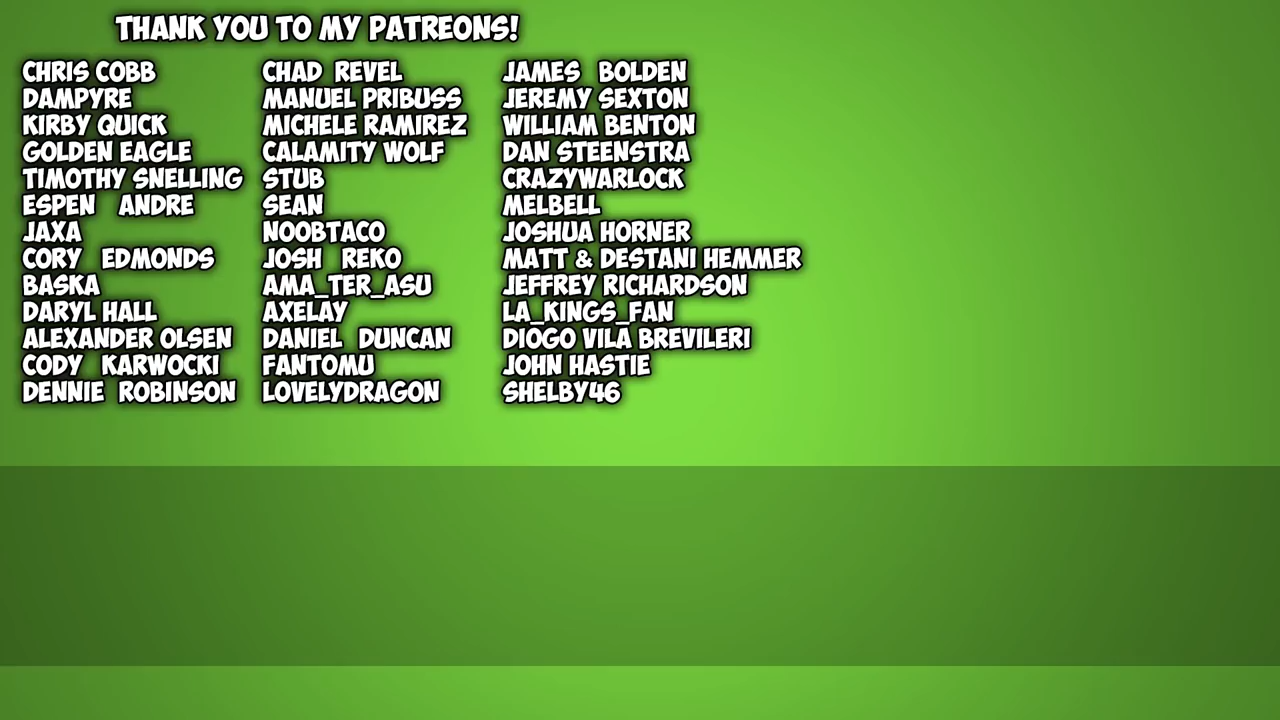 THANK YOU TO MY PATREONS!
CHRIS COBB
DAMPYRE
KIRBY QUICK
GOLDEN EAGLE
TIMOTHY SNELLING
ESPEN ANDRE
JAXA
CORY EDMONDS
BASKA
DARYL HALL
ALEXANDER OLSEN
CODY KARWOCKI
DENNIE ROBINSON
CHAD REVEL
MANUEL PRIBUSS
MICHELE RAMIREZ
CALAMITY WOLF
STUB
SEAN
NOOBTACO
JOSH REKO
AMA_TER_ASU
AXELAY
DANIEL DUNCAN
FANTOMU
LOVELYDRAGON
JAMES BOLDEN
JEREMY SEXTON
WILLIAM BENTON
DAN STEENSTRA
CRAZYWARLOCK
MELBELL
JOSHUA HORNER
MATT & DESTANI HEMMER
JEFFREY RICHARDSON
LA_KINGS_FAN
DIOGO VILA BREVILERI
JOHN HASTIE
SHELBY46